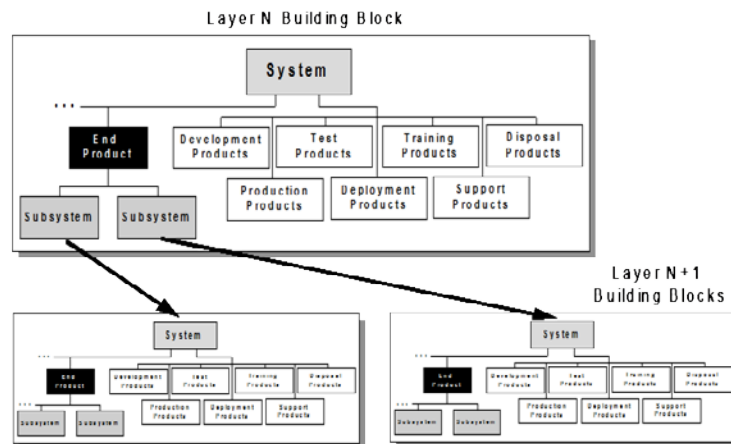 Layer N Building Block
System
...
End
Product
Development
Products
Test
Products
Training
Products
Disposal
Products
Production
Products
Deployment
Products
Support
Products
Subsystem
Subsystem
Layer N+1
Building Blocks
System
...
End
Product
Development
Products
Test
Products
Training
Products
Disposal
Products
Production
Products
Deployment
Products
Support
Products
Subsystem
Subsystem
System
...
End
Product
Development
Products
Test
Products
Training
Products
Disposal
Products
Production
Products
Deployment
Products
Support
Products
Subsystem
Subsystem